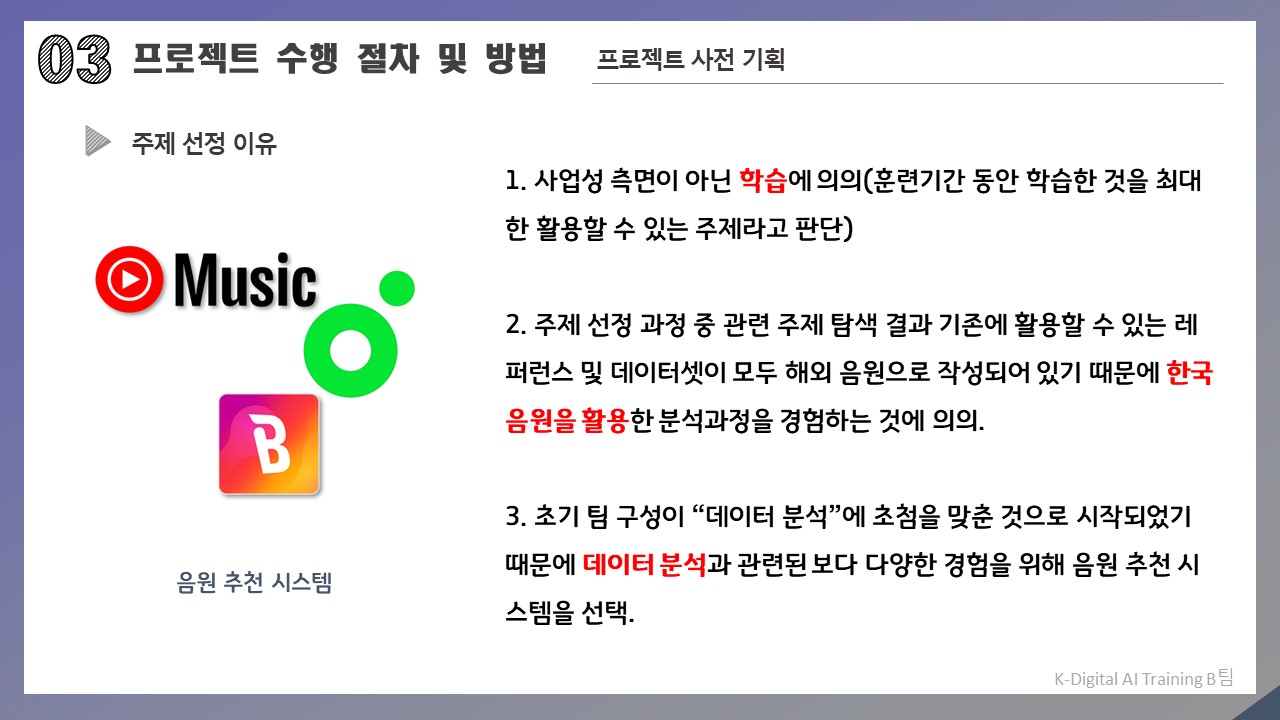 03 프로젝트 수행 절차 및 방법
프로젝트 사전 기획
주제 선정 이유
1. 사업성 측면이 아닌 학습에 의의(훈련기간 동안 학습한 것을 최대
한 활용할 수 있는 주제라고 판단)
2. 주제 선정 과정 중 관련 주제 탐색 결과 기존에 활용할 수 있는 레
퍼런스 및 데이터셋이 모두 해외 음원으로 작성되어 있기 때문에 한국
음원을 활용한 분석과정을 경험하는 것에 의의.
3. 초기 팀 구성이 “데이터 분석”에 초첨을 맞춘 것으로 시작되었기
때문에 데이터 분석과 관련된 보다 다양한 경험을 위해 음원 추천 시
스템을 선택.
Music
B
음원 추천 시스템
K-Digital AI Training B팀